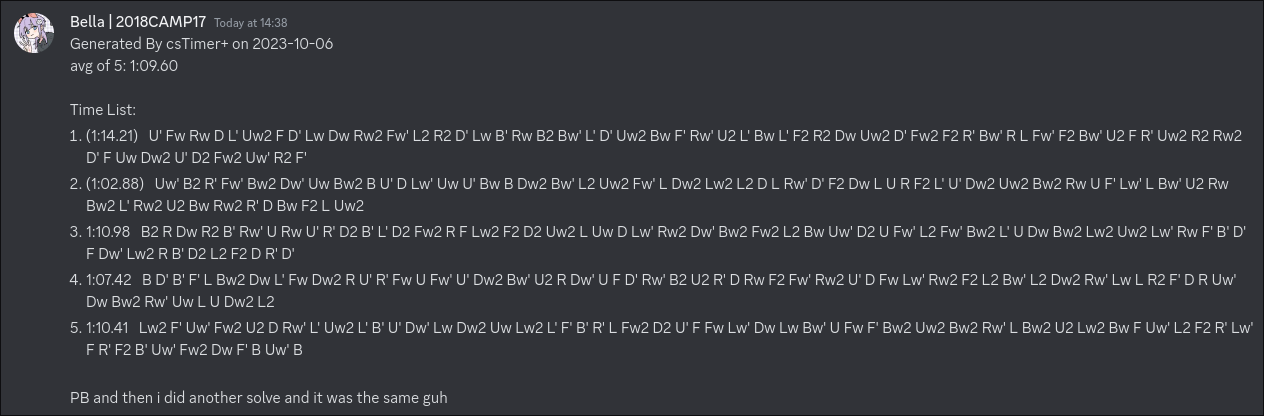 Bella | 2018CAMP17 Today at 14:38
Generated By csTimer+ on 2023-10-06
avg of 5: 1:09.60
Time List:
1. (1:14.21) U' Fw Rw D L' Uw2 F D' Lw Dw Rw2 Fw' L2 R2 D' Lw B' Rw B2 Bw' L' D' Uw2 Bw F' Rw' U2 L' Bw L' F2 R2 Dw Uw2 D' Fw2 F2 R' Bw' R L Fw' F2 Bw' U2 F R' Uw2 R2 Rw2
D' F Uw Dw2 U' D2 Fw2 Uw' R2 F'
2. (1:02.88) Uw' B2 R' Fw' Bw2 Dw' Uw Bw2 B U' D Lw' Uw U' Bw B Dw2 Bw' L2 Uw2 Fw' L Dw2 Lw2 L2 D L Rw' D' F2 Dw L U R F2 L' U' Dw2 Uw2 Bw2 Rw U F' Lw' L Bw' U2 Rw
Bw2 L' Rw2 U2 Bw Rw2 R' D Bw F2 L Uw2
3. 1:10.98 B2 R Dw R2 B' Rw' U Rw U' R' D2 B' L' D2 Fw2 R F Lw2 F2 D2 Uw2 L Uw D Lw' Rw2 Dw' Bw2 Fw2 L2 Bw Uw' D2 U Fw' L2 Fw' Bw2 L' U Dw Bw2 Lw2 Uw2 Lw' Rw F' B' D'
F Dw' Lw2 R B' D2 L2 F2 D R' D'
4. 1:07.42 B D' B' F' L Bw2 Dw L' Fw Dw2 R U' R' Fw U Fw' U' Dw2 Bw' U2 R Dw' U F D' Rw' B2 U2 R' D Rw F2 Fw' Rw2 U' D Fw Lw' Rw2 F2 L2 Bw' L2 Dw2 Rw' Lw L R2 F' D R Uw'
Dw Bw2 Rw' Uw L U Dw2 L2
5. 1:10.41 Lw2 F' Uw' Fw2 U2 D Rw' L' Uw2 L' B' U' Dw' Lw Dw2 Uw Lw2 L' F' B' R' L Fw2 D2 U' F Fw Lw' Dw Lw Bw' U Fw F' Bw2 Uw2 Bw2 Rw' L Bw2 U2 Lw2 Bw F Uw' L2 F2 R' Lw'
F R' F2 B' Uw' Fw2 Dw F' B Uw' B
PB and then i did another solve and it was the same guh